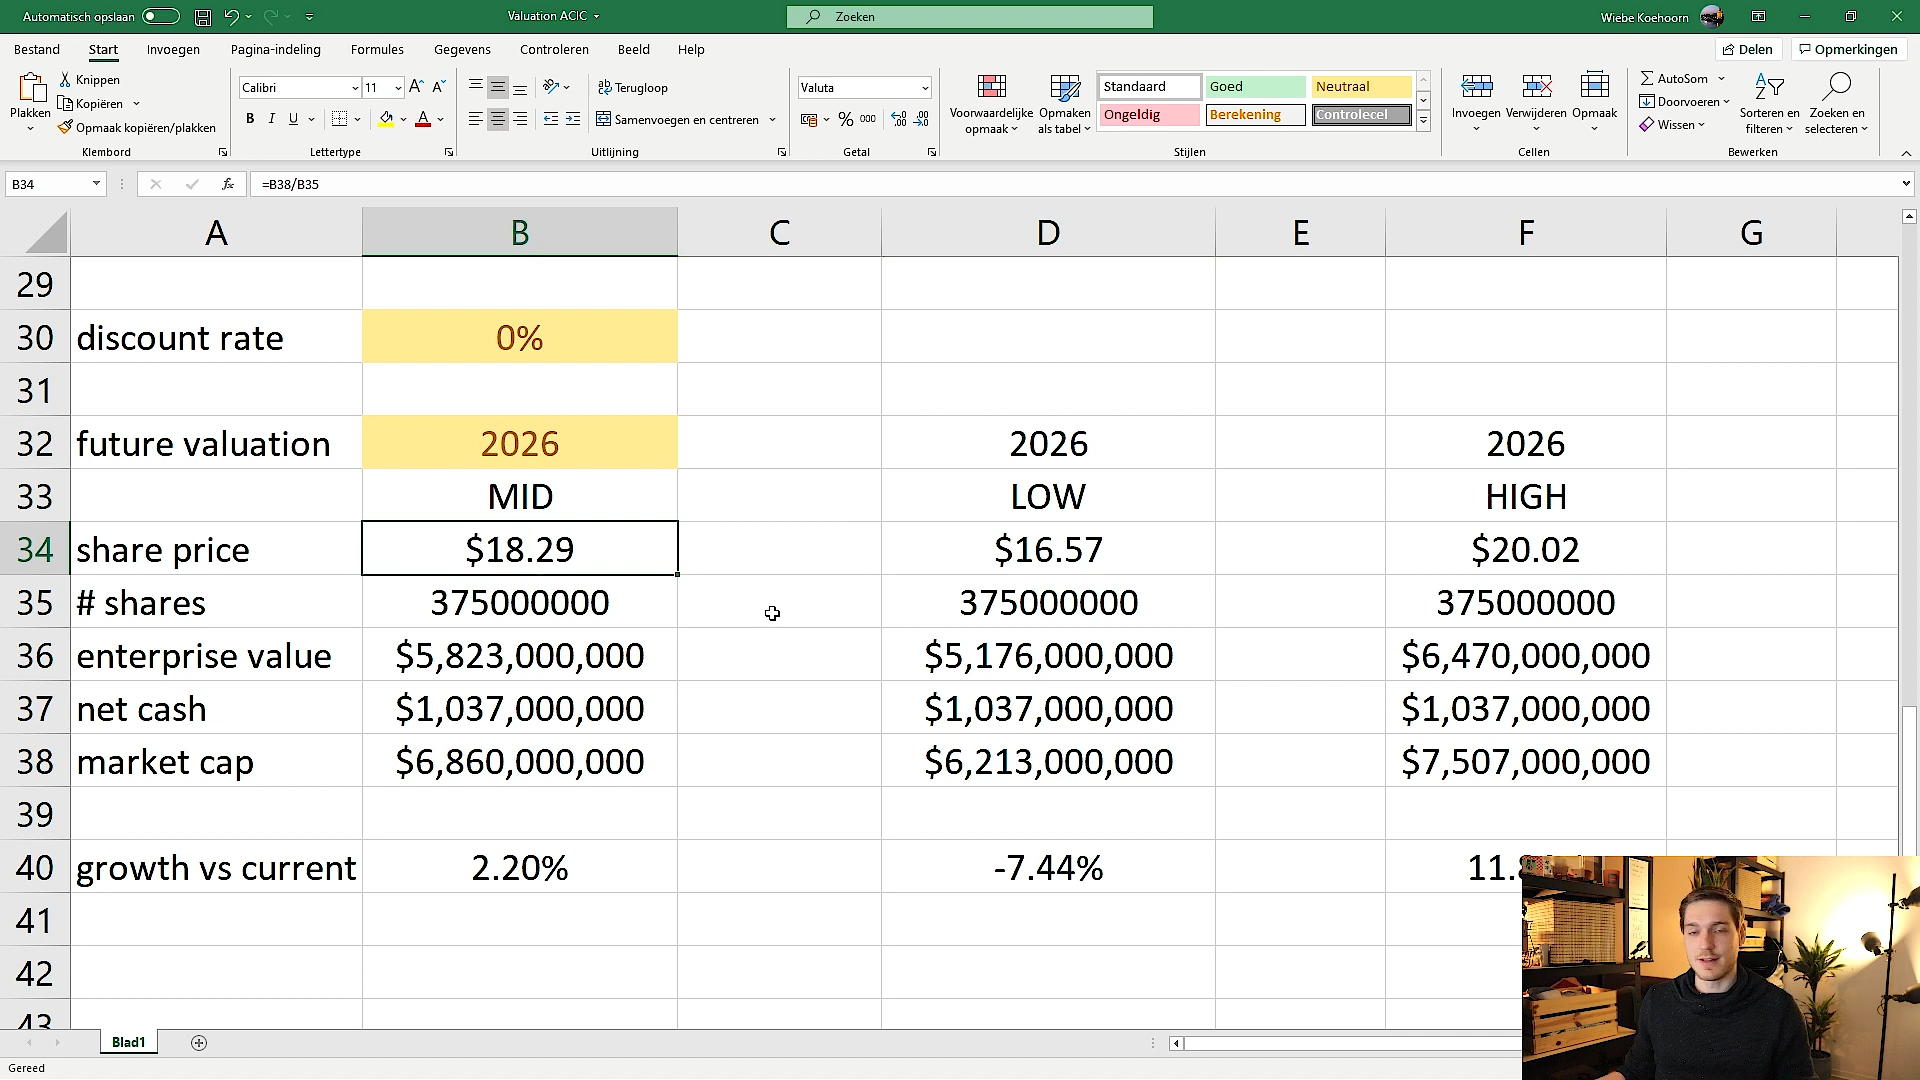 Automatisch opslaan
Valuation ACIC
Zoeken
Wiebe Koehoorn
Bestand Start Invoegen Pagina-indeling Formules Gegevens Controleren Beeld Help Delen Opmerkingen
Plakken
Knippen
Kopiëren
Opmaak kopiëren/plakken
Klembord
Calibri 11
B I U
Lettertype
Terugloop
Samenvoegen en centreren
Uitlijning
Valuta
% 000
Getal
Voorwaardelijke opmaak
Opmaken als tabel
Standaard Goed Neutraal
Ongeldig Berekening Controlecel
Stijlen
Invoegen Verwijderen Opmaak
Cellen
AutoSom
Doorvoeren
Wissen
Sorteren en filteren
Zoeken en selecteren
Bewerken
B34 fx =B38/B35
A B C D E F G
29
30 discount rate 0%
31
32 future valuation 2026 2026 2026
33 MID LOW HIGH
34 share price $18.29 $16.57 $20.02
35 # shares 375000000 375000000 375000000
36 enterprise value $5,823,000,000 $5,176,000,000 $6,470,000,000
37 net cash $1,037,000,000 $1,037,000,000 $1,037,000,000
38 market cap $6,860,000,000 $6,213,000,000 $7,507,000,000
39
40 growth vs current 2.20% -7.44% 11.
41
42
43
Blad1
Gereed